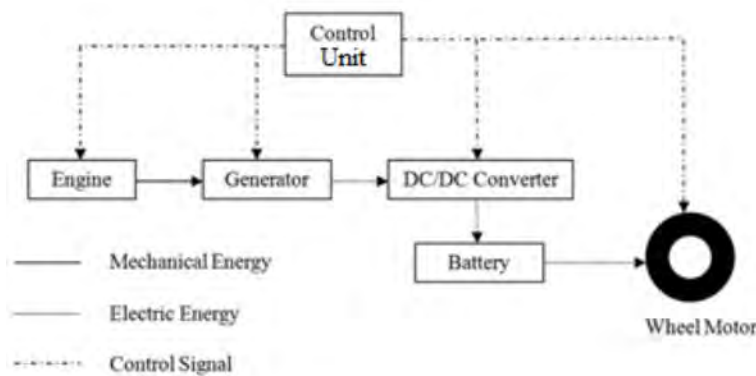 Control
Unit
Engine
Generator
DC/DC Converter
Battery
Mechanical Energy
Electric Energy
Control Signal
Wheel Motor